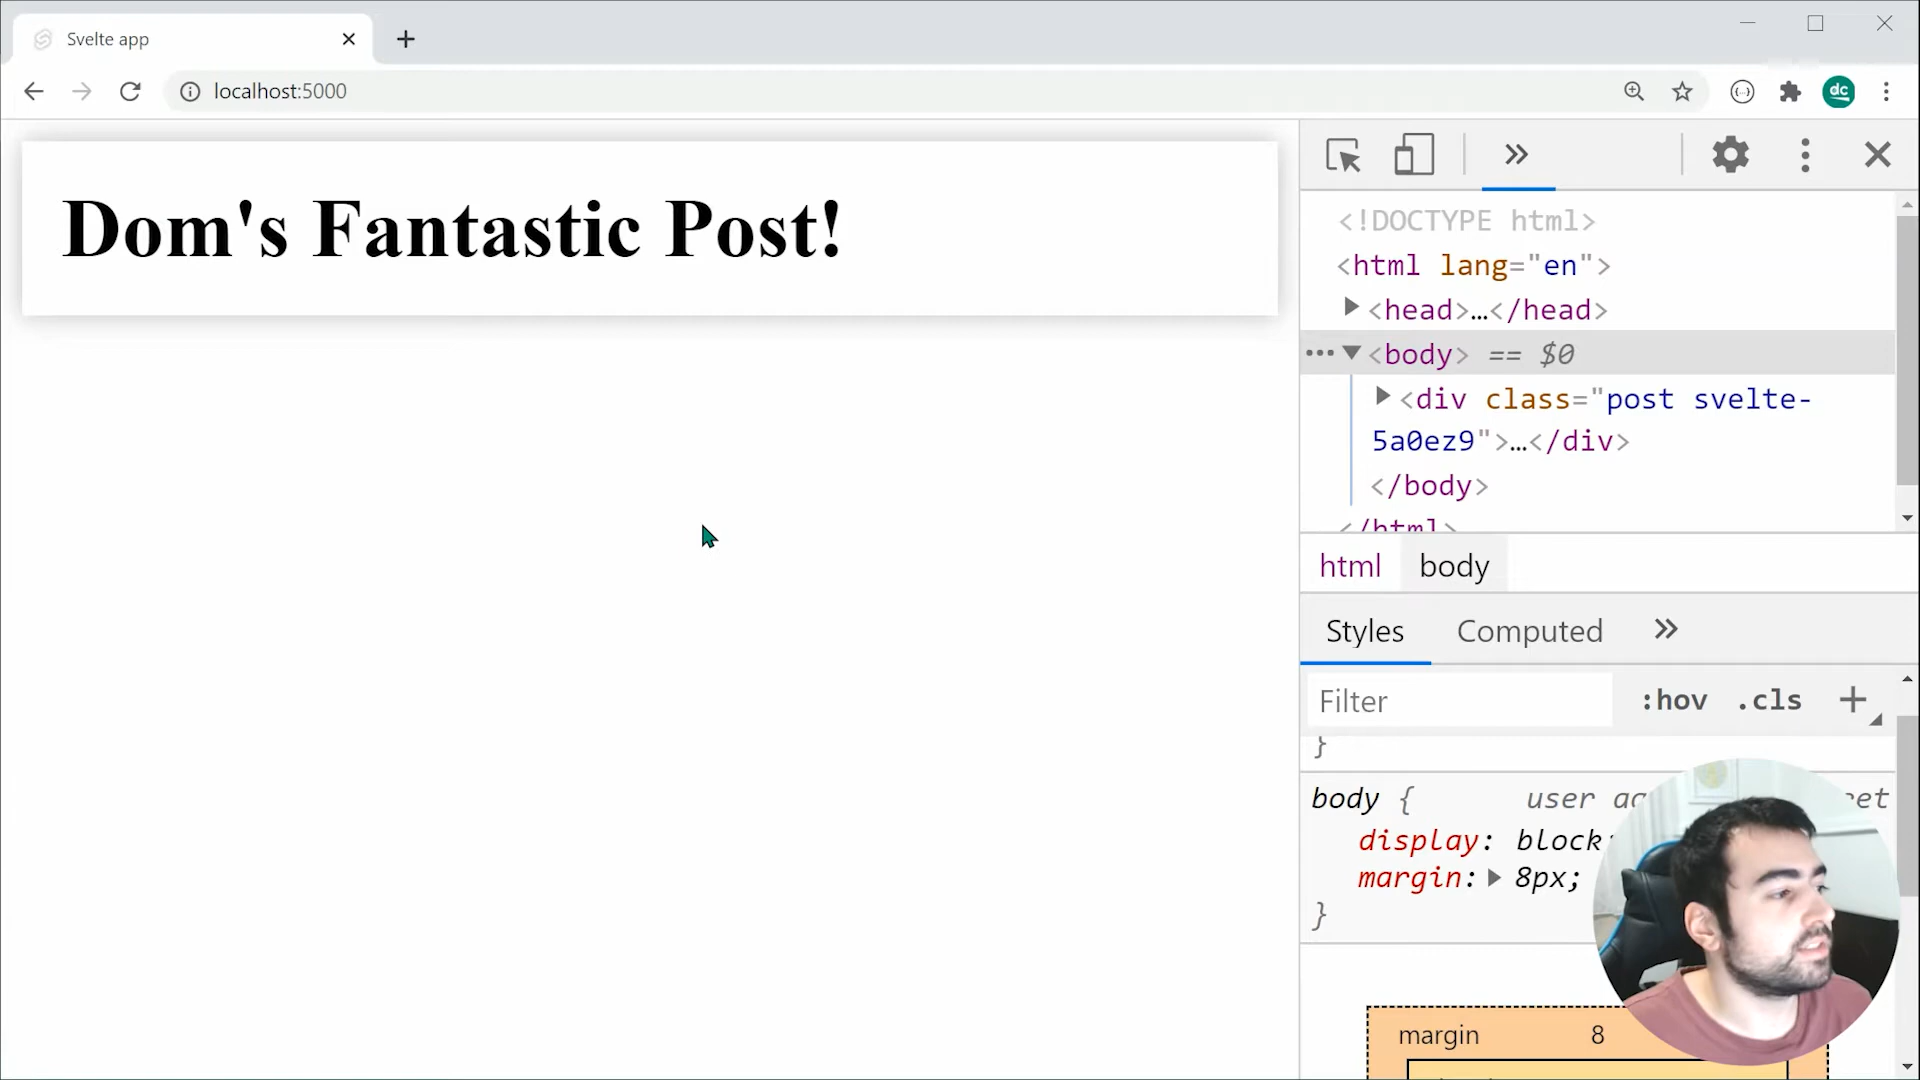 Svelte app
localhost:5000
dc
Dom's Fantastic Post!
<!DOCTYPE html>
<html lang="en">
<head>…</head>
<body> == $0
<div class="post svelte-
5a0ez9">…</div>
</body>
</html>
html body
Styles Computed
Filter :hov .cls
}
body { user
display: block;
margin: 8px;
}
margin 8